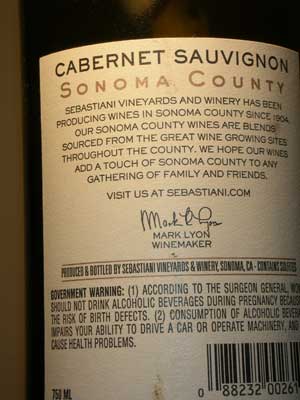 CABERNET SAUVIGNON
SONOMA COUNTY
SEBASTIANI VINEYARDS AND WINERY HAS BEEN
PRODUCING WINES IN SONOMA COUNTY SINCE 1904.
OUR SONOMA COUNTY WINES ARE BLENDS
SOURCED FROM THE GREAT WINE GROWING SITES
THROUGHOUT THE COUNTY. WE HOPE OUR WINES
ADD A TOUCH OF SONOMA COUNTY TO ANY
GATHERING OF FAMILY AND FRIENDS.
VISIT US AT SEBASTIANI.COM
Mark Lyon
MARK LYON
WINEMAKER
PRODUCED & BOTTLED BY SEBASTIANI VINEYARDS & WINERY, SONOMA, CA - CONTAINS
GOVERNMENT WARNING: (1) ACCORDING TO THE SURGEON GENERAL,
SHOULD NOT DRINK ALCOHOLIC BEVERAGES DURING PREGNANCY BECAUSE
THE RISK OF BIRTH DEFECTS. (2) CONSUMPTION OF ALCOHOLIC
IMPAIRS YOUR ABILITY TO DRIVE A CAR OR OPERATE MACHINERY, AND
CAUSE HEALTH PROBLEMS.
750 ML
0 88232 0026